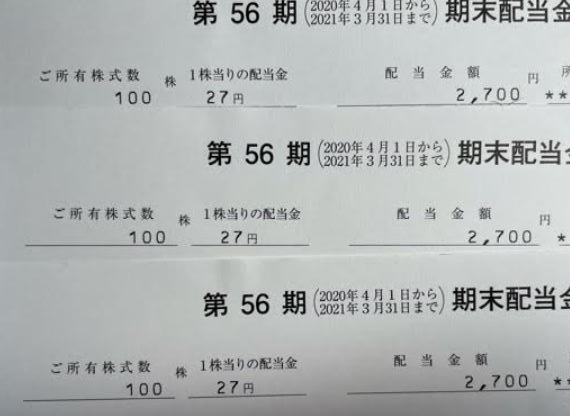 第 56 期 (2020年4月1日から 2021年3月31日まで) 期末配当金
ご所有株式数 株 1株当りの配当金 配当金額 円 所
100 27円 2,700 **
第 56 期 (2020年4月1日から 2021年3月31日まで) 期末配当金
ご所有株式数 株 1株当りの配当金 配当金額 円
100 27円 2,700 *
第 56 期 (2020年4月1日から 2021年3月31日まで) 期末配当金
ご所有株式数 株 1株当りの配当金 配当金額 円
100 27円 2,700 **